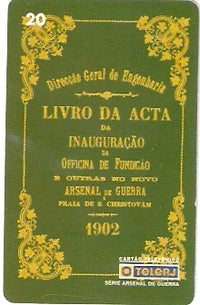 20
Direcção Geral de Engenharia
LIVRO DA ACTA
DA
INAUGURAÇÃO
DA
OFFICINA DE FUNDIÇÃO
E OUTRAS NO NOVO
ARSENAL DE GUERRA
PRAIA DE S. CHRISTOVÃM
1902
CARTÃO TELEFÔNICO
TELERJ
SÉRIE ARSENAL DE GUERRA